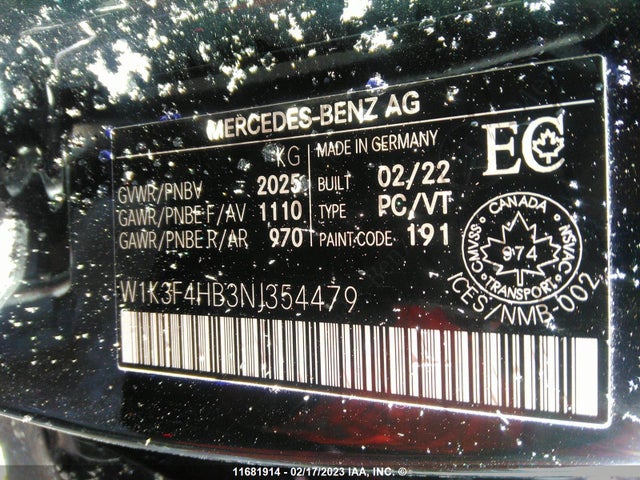 MERCEDES-BENZ AG
KG
GVWR/PNBV 2025
GAWR/PNBE F/AV 1110
GAWR/PNBE R/AR 970
MADE IN GERMANY
BUILT 02/22
TYPE PC/VT
PAINT CODE 191
EC
CANADA
CMVSS NSVAC
974
TRANSPORT
ICES/NMB-002
W1K3F4HB3NJ354479
11681914 - 02/17/2023 IAA, INC. ©